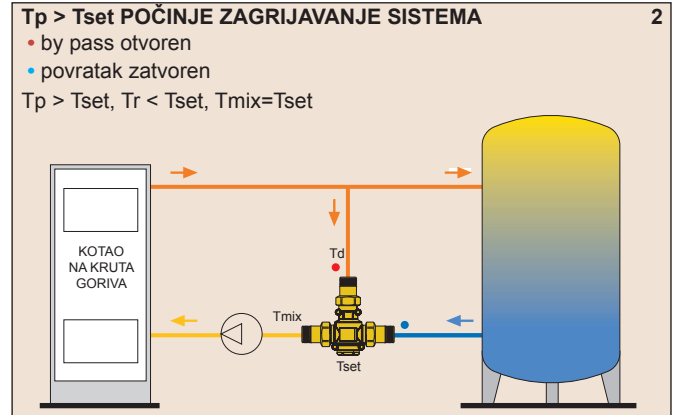 Tp > Tset POČINJE ZAGRIJAVANJE SISTEMA 2
• by pass otvoren
• povratak zatvoren
Tp > Tset, Tr < Tset, Tmix=Tset
KOTAO
NA KRUTA
GORIVA
Td
Tmix
Tset